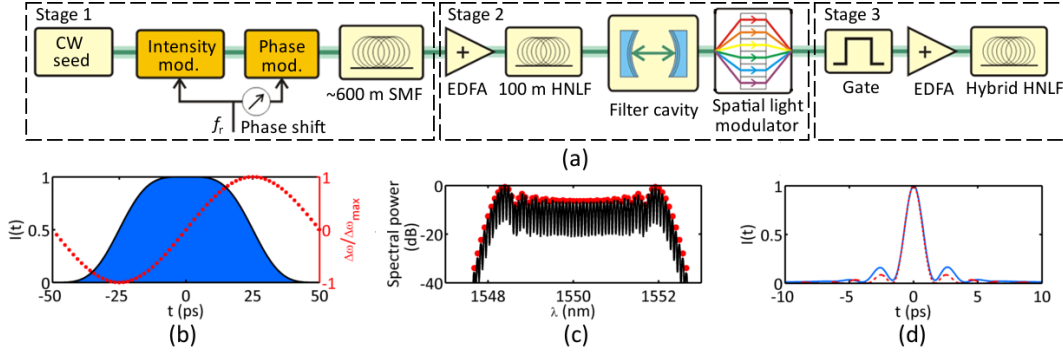 Stage 1
CW
seed
Intensity
mod.
Phase
mod.
~600 m SMF
fr
Phase shift
Stage 2
+
EDFA
100 m HNLF
Filter cavity
Spatial light
modulator
Stage 3
Gate
+
EDFA
Hybrid HNLF
(a)
I(t)
1
0.5
0
-50
-25
0
25
50
t (ps)
1
0
-1
Δω/Δωmax
(b)
Spectral power
(dB)
0
-20
-40
1548
1550
1552
λ (nm)
(c)
I(t)
1
0.5
0
-10
-5
0
5
10
t (ps)
(d)